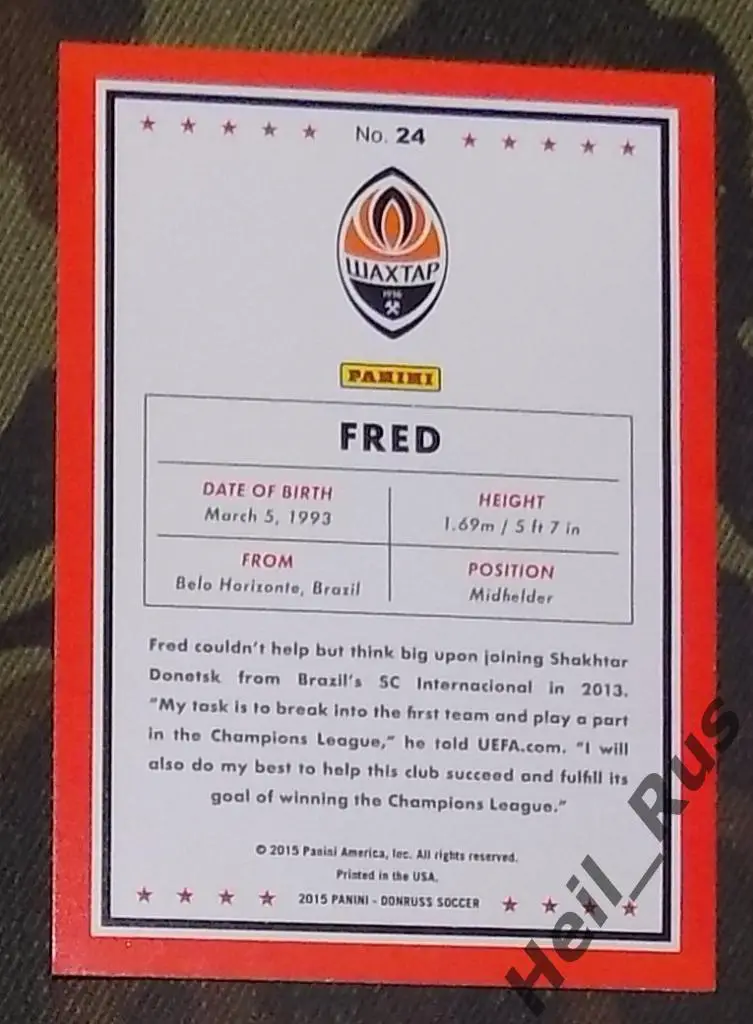 No. 24
ШАХТАР
1936
PANINI
FRED
DATE OF BIRTH
March 5, 1993
HEIGHT
1.69m / 5 ft 7 in
FROM
Belo Horizonte, Brazil
POSITION
Midfielder
Fred couldn't help but think big upon joining Shakhtar
Donetsk from Brazil's SC Internacional in 2013.
"My task is to break into the first team and play a part
in the Champions League," he told UEFA.com. "I will
also do my best to help this club succeed and fulfill its
goal of winning the Champions League."
© 2015 Panini America, Inc. All rights reserved.
Printed in the USA.
2015 PANINI - DONRUSS SOCCER
Heil_Rus